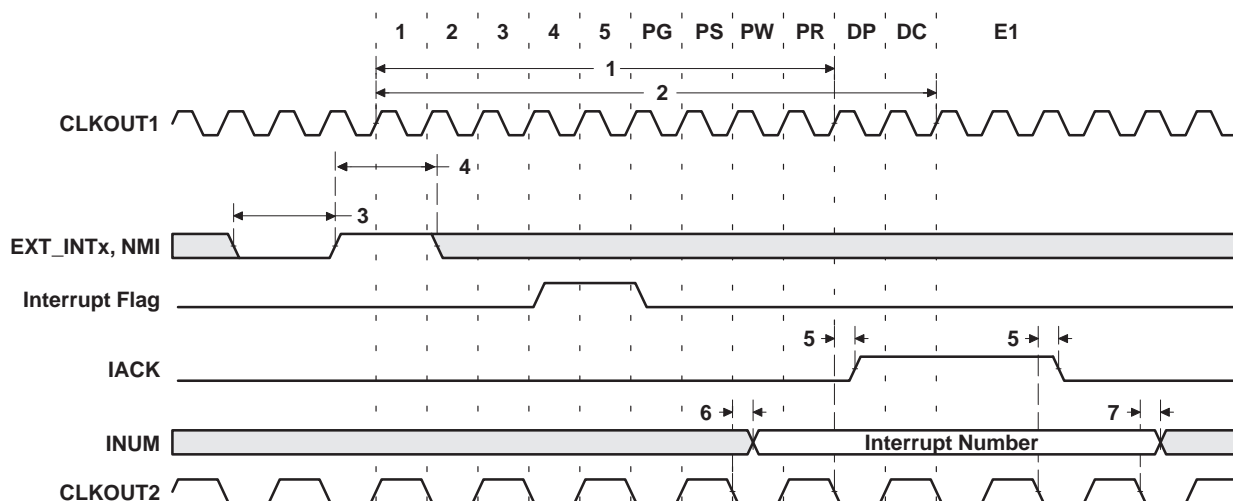 1 2 3 4 5 PG PS PW PR DP DC E1
1
2
CLKOUT1
4
3
EXT_INTx, NMI
Interrupt Flag
5 5
IACK
6 7
INUM Interrupt Number
CLKOUT2